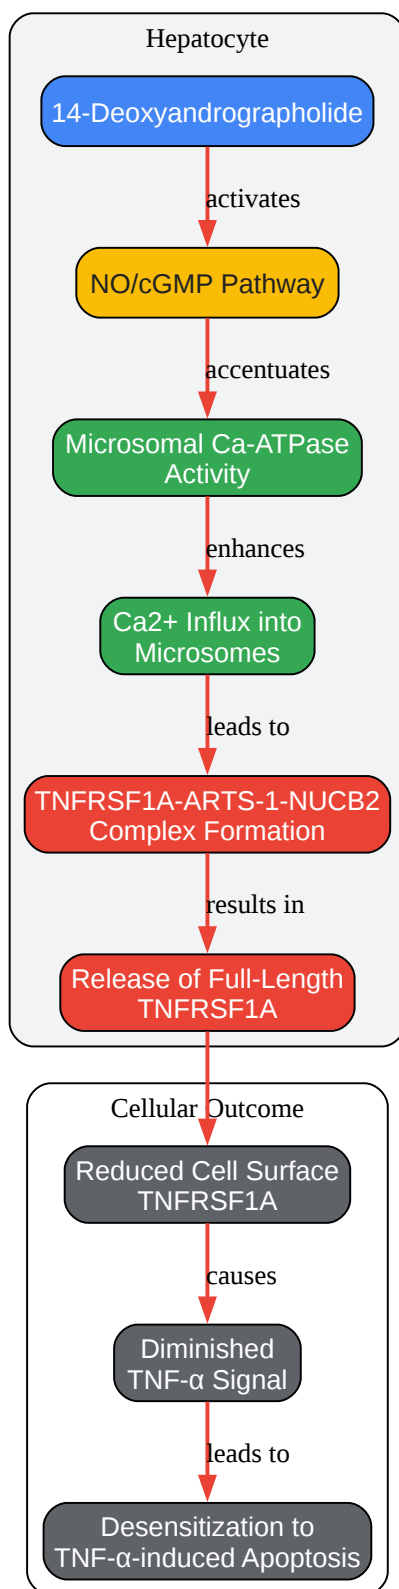 Hepatocyte
14-Deoxyandrographolide
activates
NO/cGMP Pathway
accentuates
Microsomal Ca-ATPase
Activity
enhances
Ca2+ Influx into
Microsomes
leads to
TNFRSF1A-ARTS-1-NUCB2
Complex Formation
results in
Release of Full-Length
TNFRSF1A
Cellular Outcome
Reduced Cell Surface
TNFRSF1A
causes
Diminished
TNF-α Signal
leads to
Desensitization to
TNF-α-induced Apoptosis